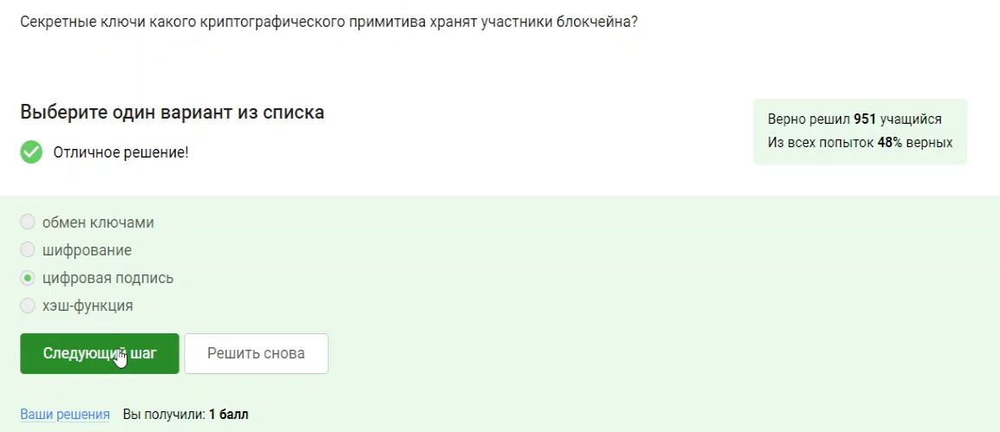 Секретные ключи какого криптографического примитива хранят участники блокчейна?
Выберите один вариант из списка
Отличное решение!
Верно решил 951 учащийся
Из всех попыток 48% верных
обмен ключами
шифрование
цифровая подпись
хэш-функция
Следующий шаг
Решить снова
Ваши решения Вы получили: 1 балл